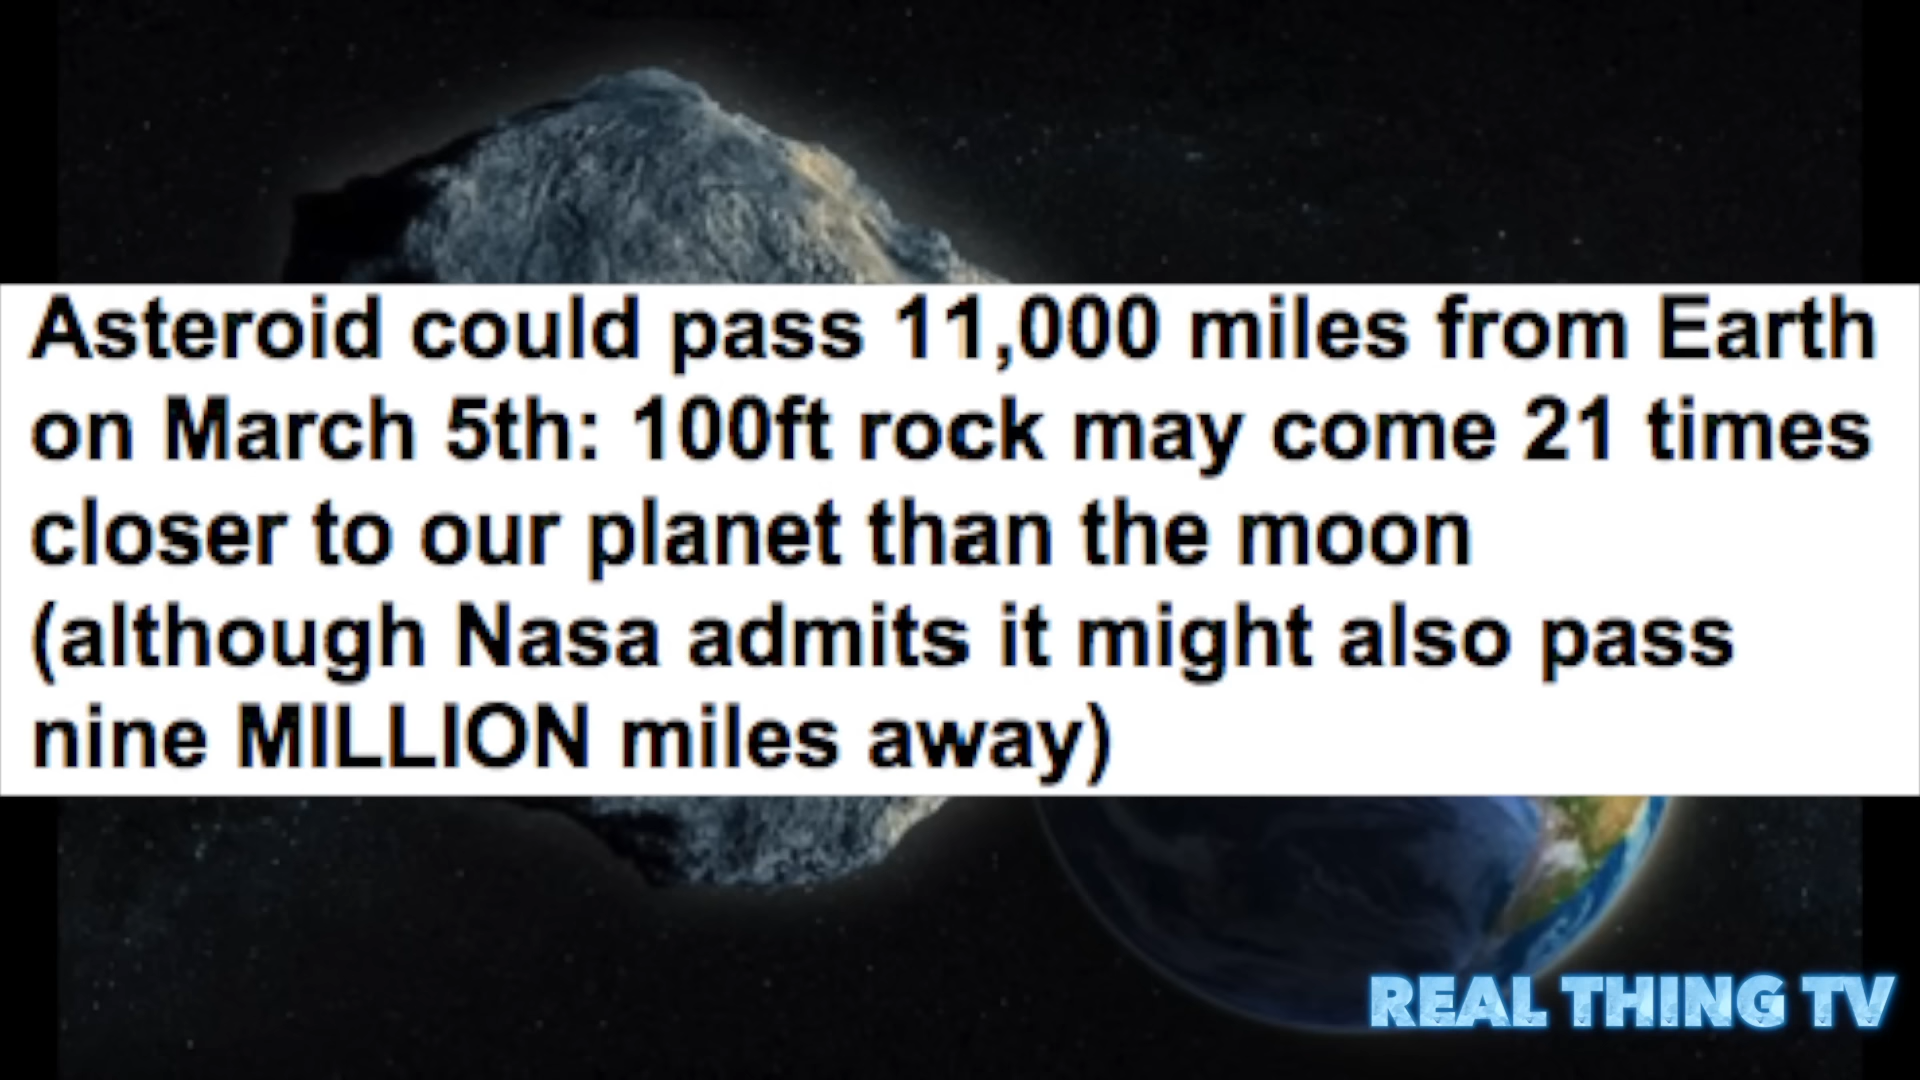 Asteroid could pass 11,000 miles from Earth
on March 5th: 100ft rock may come 21 times
closer to our planet than the moon
(although Nasa admits it might also pass
nine MILLION miles away)
REAL THING TV